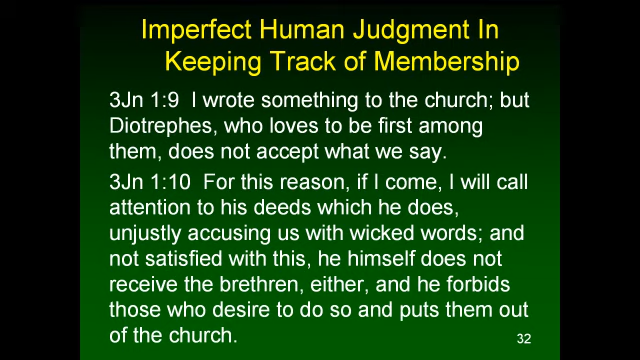 Imperfect Human Judgment In
Keeping Track of Membership
3Jn 1:9 I wrote something to the church; but
Diotrephes, who loves to be first among
them, does not accept what we say.
3Jn 1:10 For this reason, if I come, I will call
attention to his deeds which he does,
unjustly accusing us with wicked words; and
not satisfied with this, he himself does not
receive the brethren, either, and he forbids
those who desire to do so and puts them out
of the church.
32